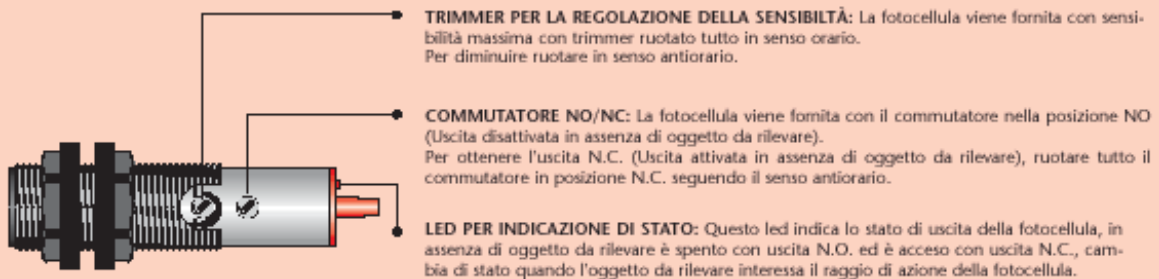 TRIMMER PER LA REGOLAZIONE DELLA SENSIBILTÀ: La fotocellula viene fornita con sensi-
bilità massima con trimmer ruotato tutto in senso orario.
Per diminuire ruotare in senso antiorario.
COMMUTATORE NO/NC: La fotocellula viene fornita con il commutatore nella posizione NO
(Uscita disattivata in assenza di oggetto da rilevare).
Per ottenere l'uscita N.C. (Uscita attivata in assenza di oggetto da rilevare), ruotare tutto il
commutatore in posizione N.C. seguendo il senso antiorario.
LED PER INDICAZIONE DI STATO: Questo led indica lo stato di uscita della fotocellula, in
assenza di oggetto da rilevare è spento con uscita N.O. ed è acceso con uscita N.C., cam-
bia di stato quando l'oggetto da rilevare interessa il raggio di azione della fotocellula.